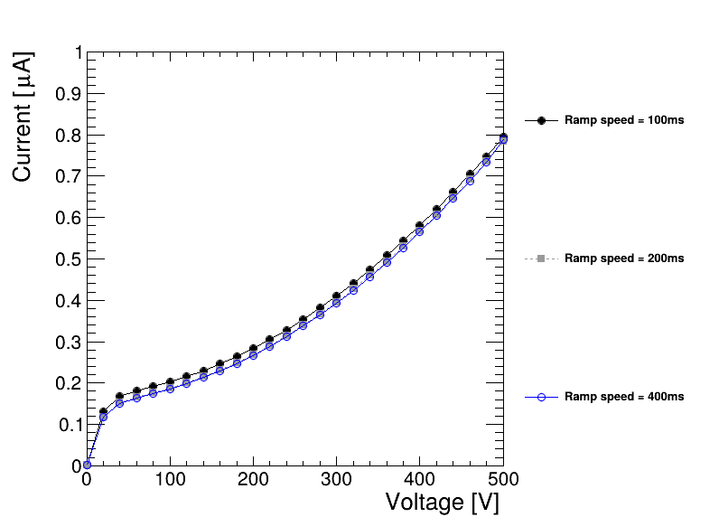 Current [μA]
1
0.9
0.8
0.7
0.6
0.5
0.4
0.3
0.2
0.1
0
0 100 200 300 400 500
Voltage [V]
Ramp speed = 100ms
Ramp speed = 200ms
Ramp speed = 400ms